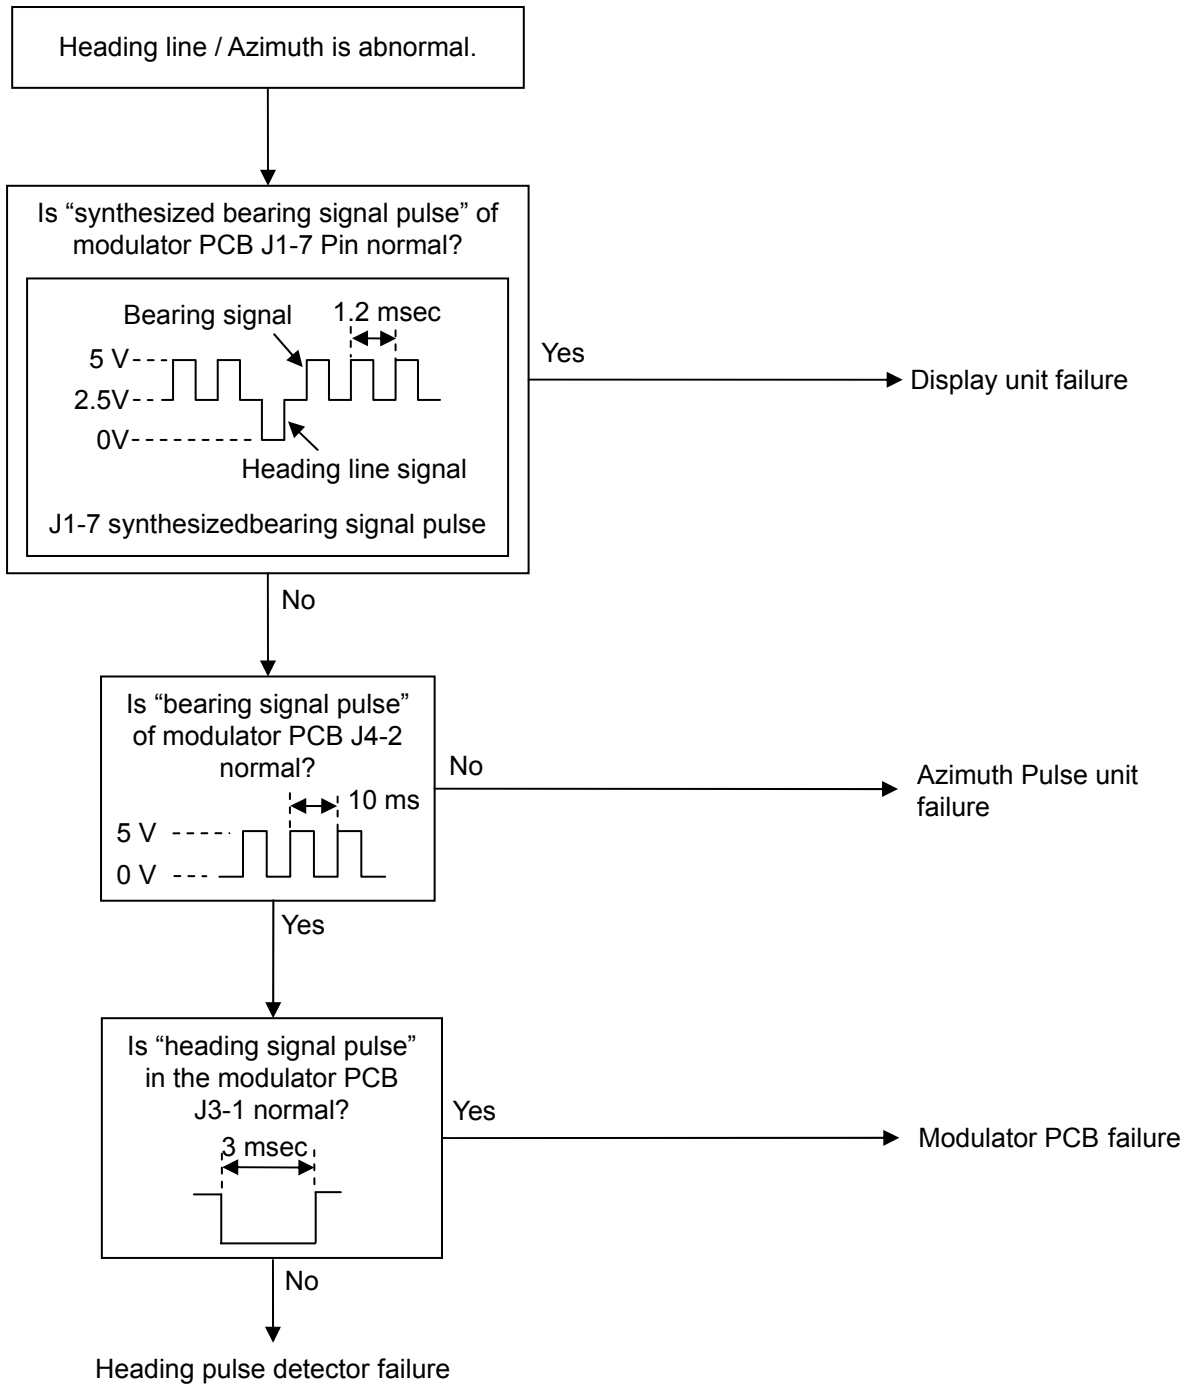 Heading line / Azimuth is abnormal.
Is “synthesized bearing signal pulse” of
modulator PCB J1-7 Pin normal?
Bearing signal
1.2 msec
5 V
2.5V
0V
Heading line signal
J1-7 synthesizedbearing signal pulse
Yes
Display unit failure
No
Is “bearing signal pulse”
of modulator PCB J4-2
normal?
10 ms
5 V
0 V
No
Azimuth Pulse unit
failure
Yes
Is “heading signal pulse”
in the modulator PCB
J3-1 normal?
3 msec
Yes
Modulator PCB failure
No
Heading pulse detector failure